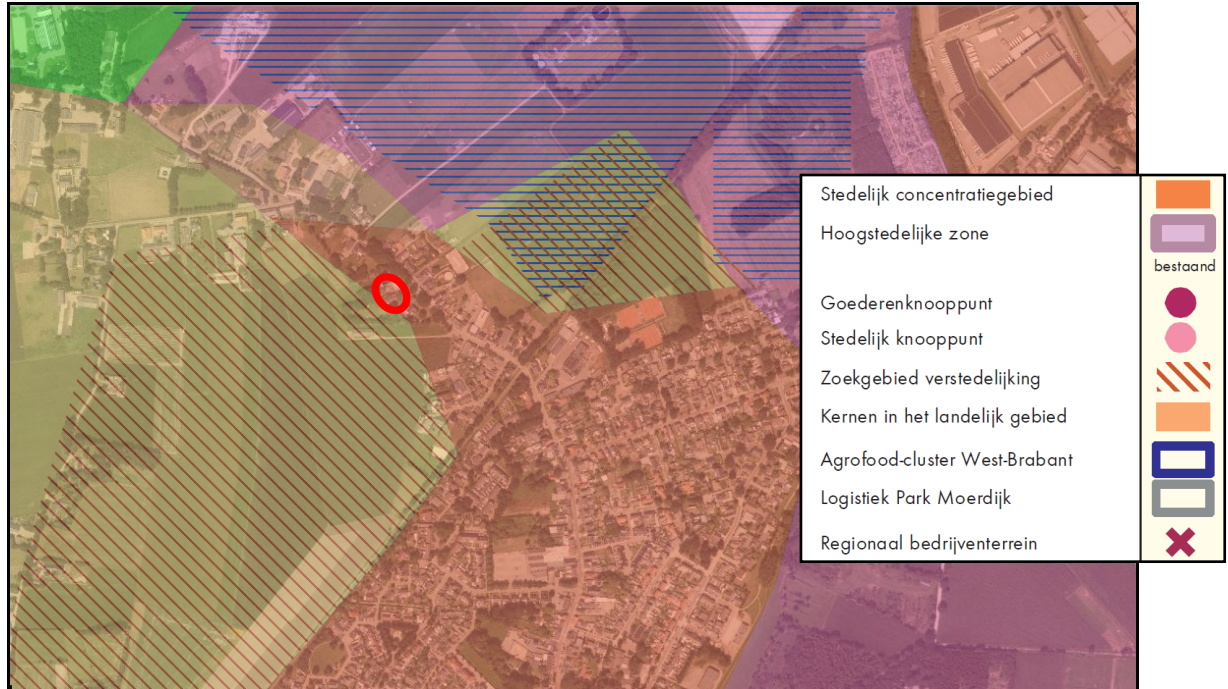 Stedelijk concentratiegebied
Hoogstedelijke zone
bestaand
Goederenknooppunt
Stedelijk knooppunt
Zoekgebied verstedelijking
Kernen in het landelijk gebied
Agrofood-cluster West-Brabant
Logistiek Park Moerdijk
Regionaal bedrijventerrein